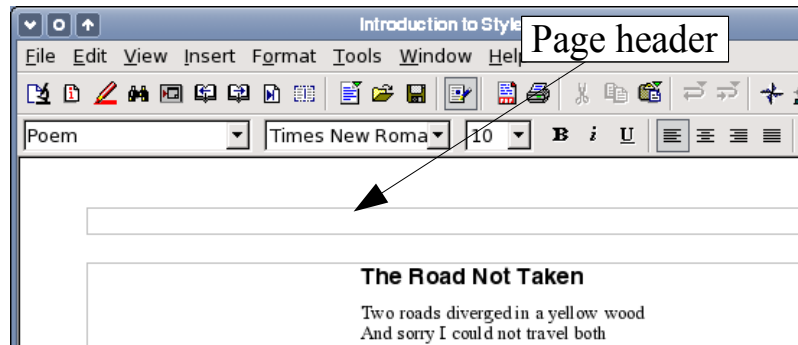 Introduction to Style
Page header
File Edit View Insert Format Tools Window Help
Poem Times New Roma 10 B i U
The Road Not Taken
Two roads diverged in a yellow wood
And sorry I could not travel both